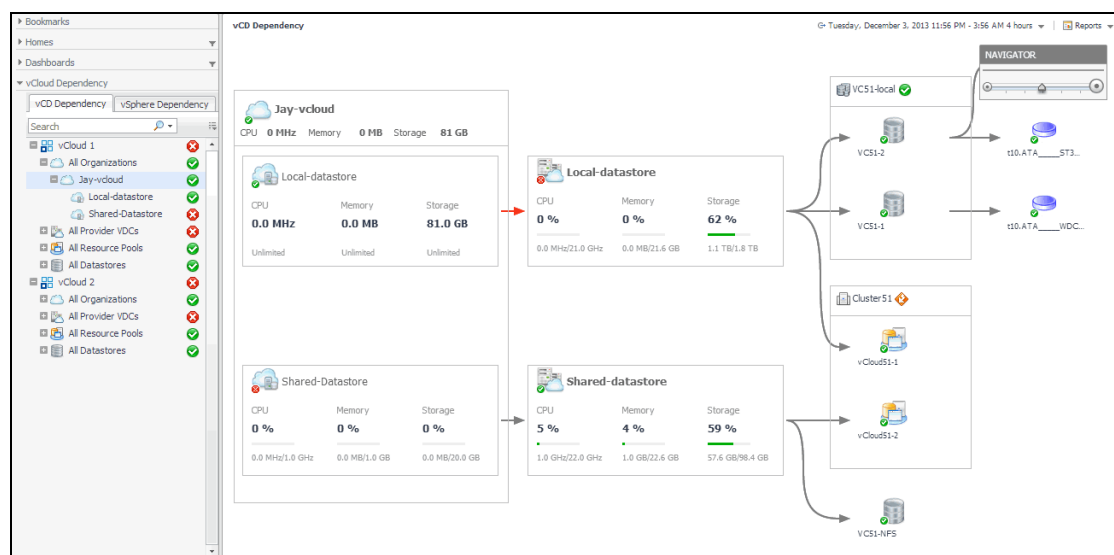 Bookmarks
Homes
Dashboards
vCloud Dependency
vCD Dependency vSphere Dependency
Search
vCloud 1
All Organizations
Jay-vcloud
Local-datastore
Shared-Datastore
All Provider VDCs
All Resource Pools
All Datastores
vCloud 2
All Organizations
All Provider VDCs
All Resource Pools
All Datastores
vCD Dependency
Tuesday, December 3, 2013 11:56 PM - 3:56 AM 4 hours
Reports
NAVIGATOR
Jay-vcloud
CPU 0 MHz Memory 0 MB Storage 81 GB
Local-datastore
CPU Memory Storage
0.0 MHz 0.0 MB 81.0 GB
Unlimited Unlimited Unlimited
Local-datastore
CPU Memory Storage
0 % 0 % 62 %
0.0 MHz/21.0 GHz 0.0 MB/21.6 GB 1.1 TB/1.8 TB
VC51-local
VC51-2
t10.ATA_____ST3...
VC51-1
t10.ATA_____WDC...
Cluster51
vCloud51-1
vCloud51-2
Shared-Datastore
CPU Memory Storage
0 % 0 % 0 %
0.0 MHz/1.0 GHz 0.0 MB/1.0 GB 0.0 MB/20.0 GB
Shared-datastore
CPU Memory Storage
5 % 4 % 59 %
1.0 GHz/22.0 GHz 1.0 GB/22.6 GB 57.6 GB/98.4 GB
VC51-NFS